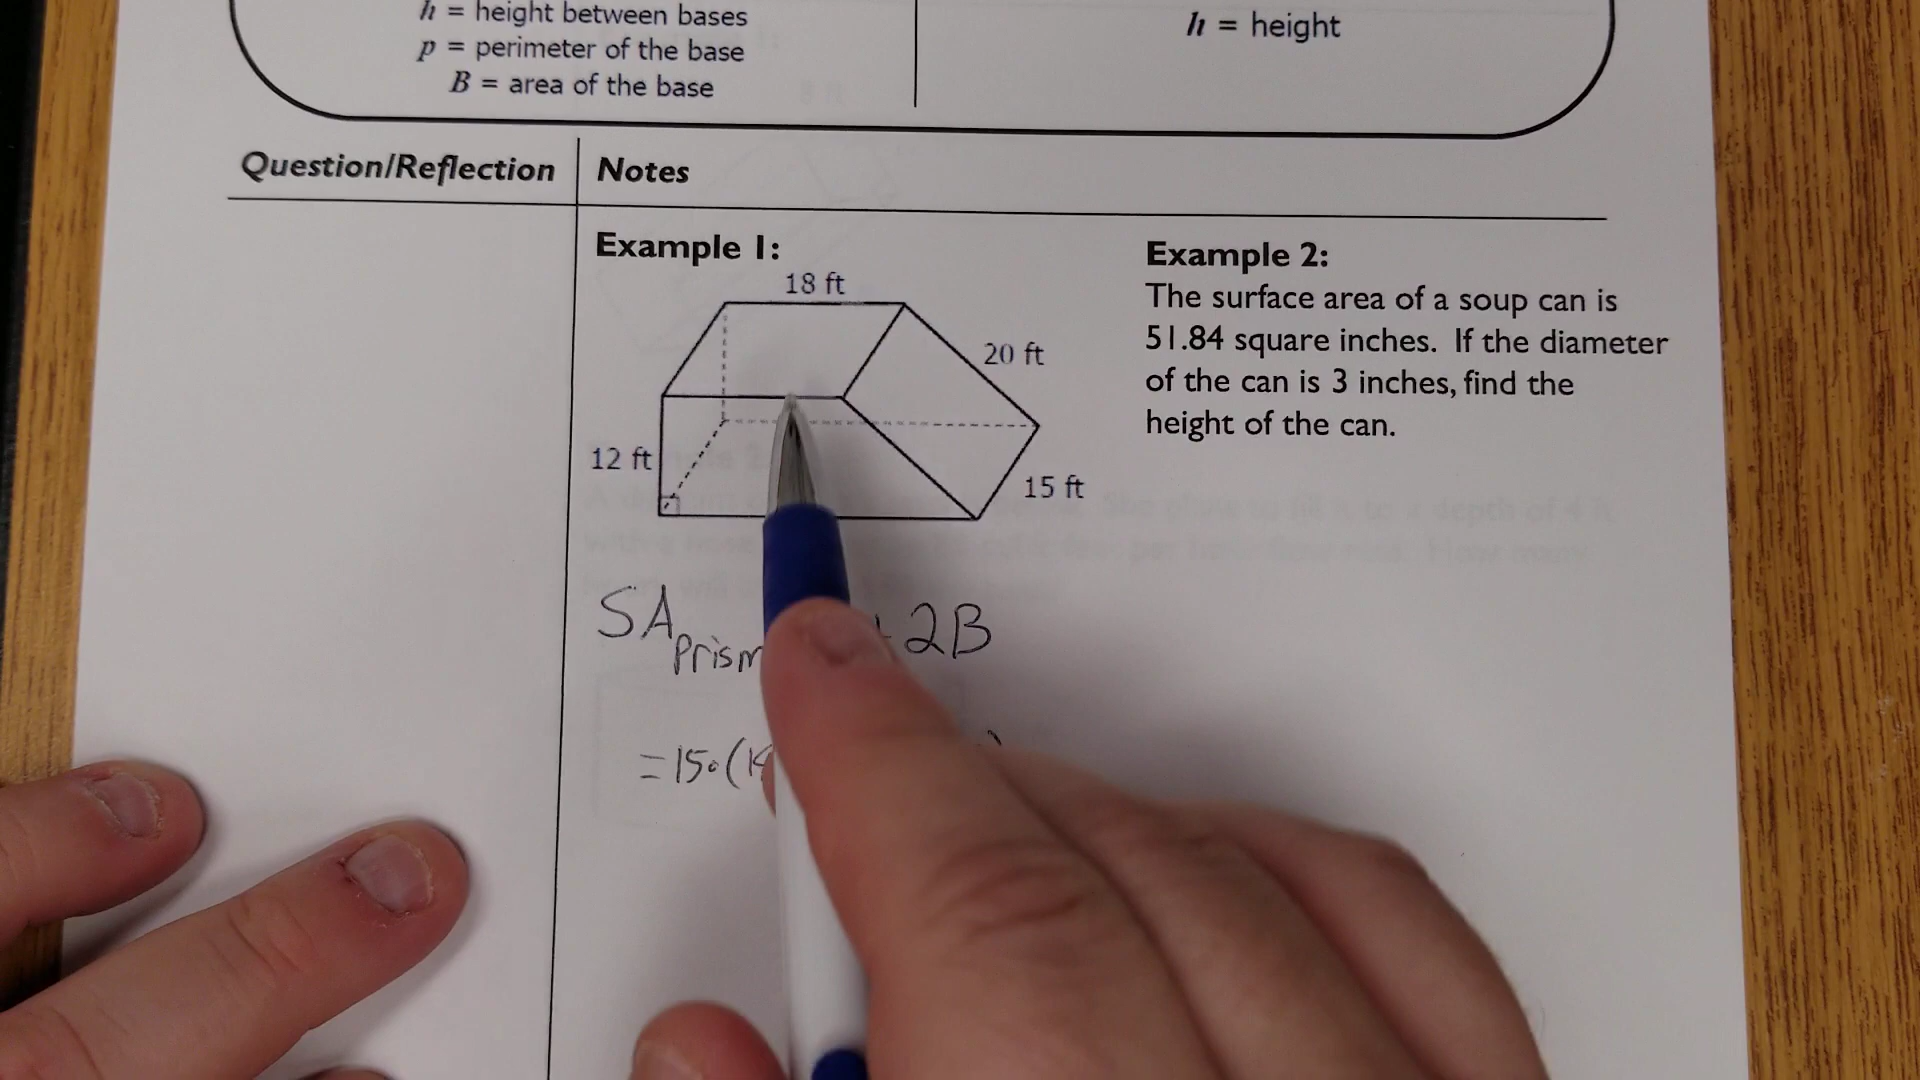 h = height between bases
p = perimeter of the base
B = area of the base
h = height
Question/Reflection
Notes
Example 1:
18 ft
20 ft
12 ft
15 ft
SA Prism + 2B
= 15 · (
)
Example 2:
The surface area of a soup can is
51.84 square inches. If the diameter
of the can is 3 inches, find the
height of the can.